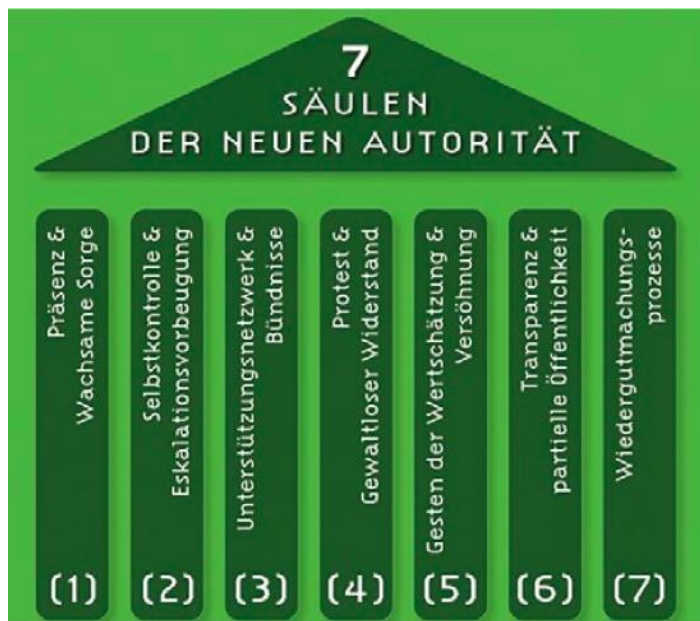 7
SÄULEN
DER NEUEN AUTORITÄT
Präsenz &
Wachsame Sorge
(1)
Selbstkontrolle &
Eskalationsvorbeugung
(2)
Unterstützungsnetzwerk &
Bündnisse
(3)
Protest &
Gewaltloser Widerstand
(4)
Gesten der Wertschätzung &
Versöhnung
(5)
Transparenz &
partielle Öffentlichkeit
(6)
Wiedergutmachungs-
prozesse
(7)